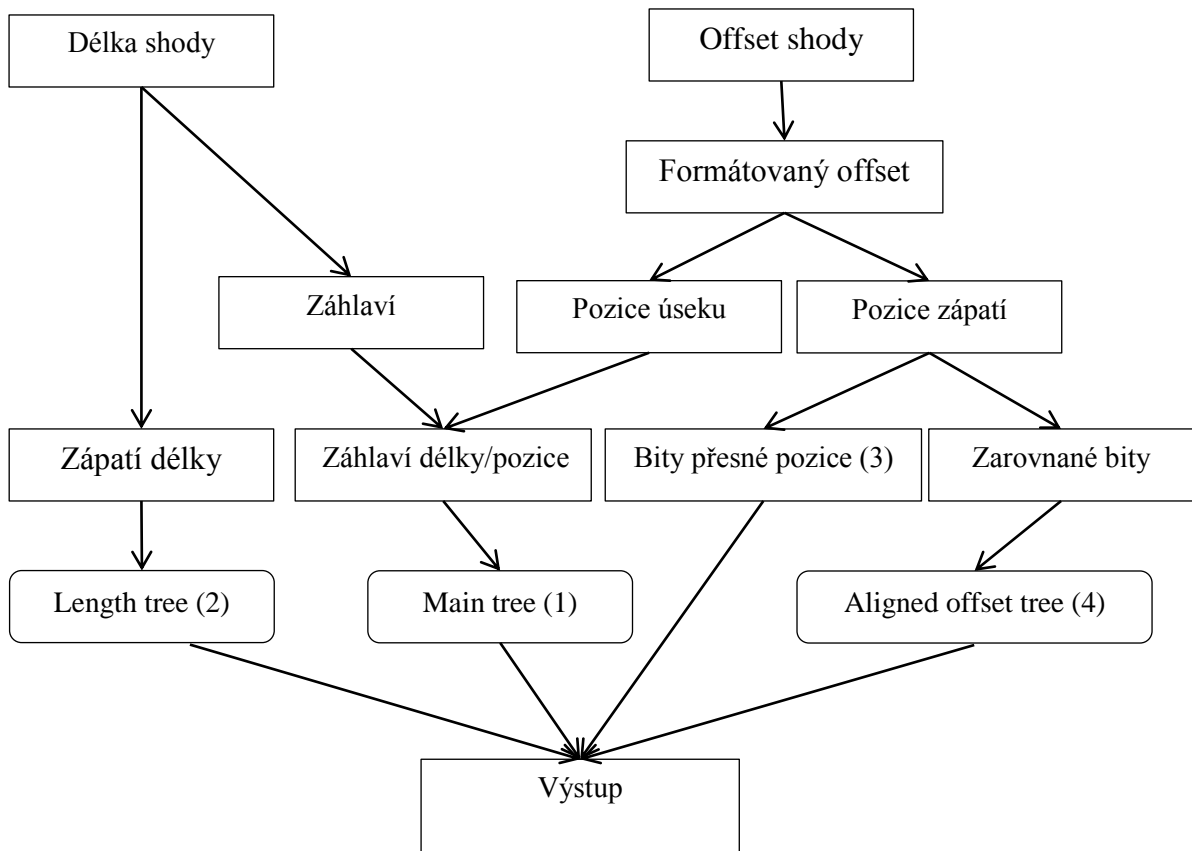 Délka shody
Offset shody
Formátovaný offset
Záhlaví
Pozice úseku
Pozice zápatí
Zápatí délky
Záhlaví délky/pozice
Bity přesné pozice (3)
Zarovnané bity
Length tree (2)
Main tree (1)
Aligned offset tree (4)
Výstup